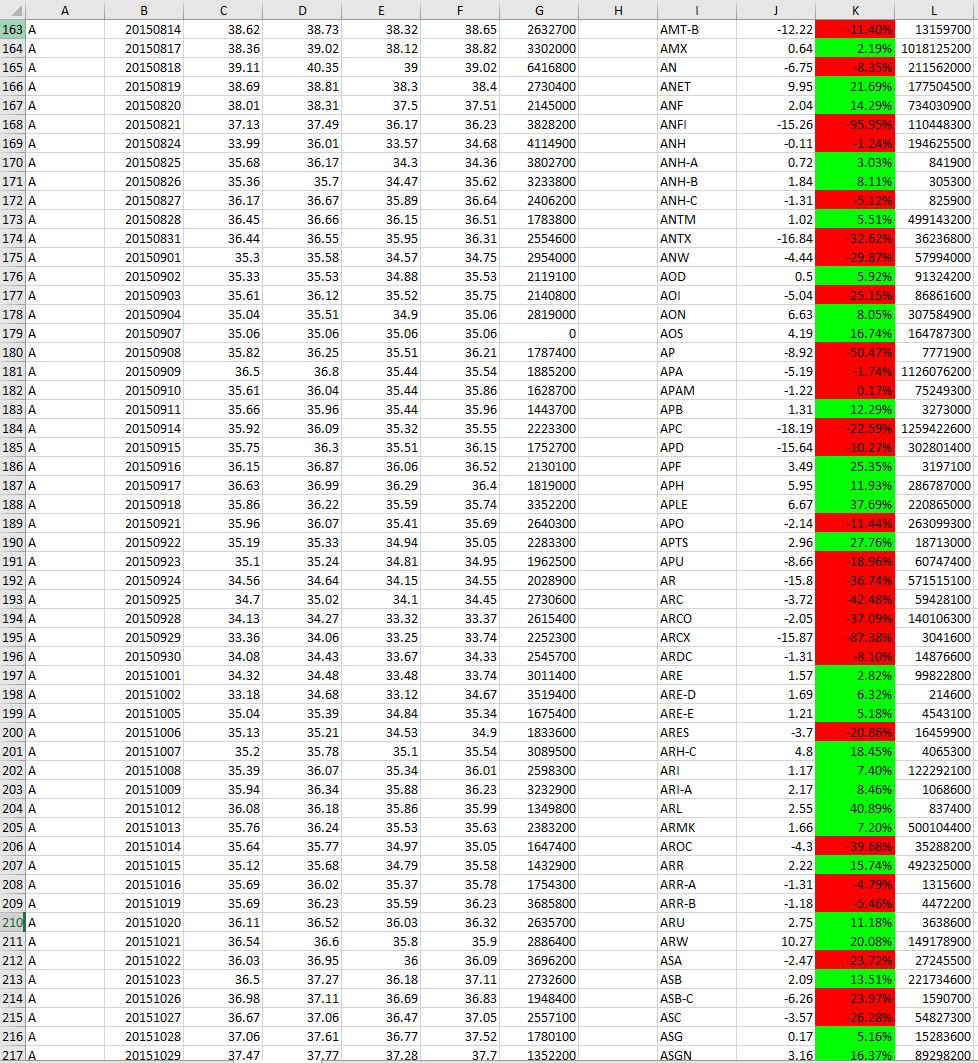 A B C D E F G H I J K L
163 A 20150814 38.62 38.73 38.32 38.65 2632700 AMT-B -12.22 -11.40% 13159700
164 A 20150817 38.36 39.02 38.12 38.82 3302000 AMX 0.64 2.19% 1018125200
165 A 20150818 39.11 40.35 39 39.02 6416800 AN -6.75 -8.35% 211562000
166 A 20150819 38.69 38.81 38.3 38.4 2730400 ANET 9.95 21.69% 177504500
167 A 20150820 38.01 38.31 37.5 37.51 2145000 ANF 2.04 14.29% 734030900
168 A 20150821 37.13 37.49 36.17 36.23 3828200 ANFI -15.26 -95.95% 110448300
169 A 20150824 33.99 36.01 33.57 34.68 4114900 ANH -0.11 -1.24% 194625500
170 A 20150825 35.68 36.17 34.3 34.36 3802700 ANH-A 0.72 3.03% 841900
171 A 20150826 35.36 35.7 34.47 35.62 3233800 ANH-B 1.84 8.11% 305300
172 A 20150827 36.17 36.67 35.89 36.64 2406200 ANH-C -1.31 -5.12% 825900
173 A 20150828 36.45 36.66 36.15 36.51 1783800 ANTM 1.02 5.51% 499143200
174 A 20150831 36.44 36.55 35.95 36.31 2554600 ANTX -16.84 -32.62% 36236800
175 A 20150901 35.3 35.58 34.57 34.75 2954000 ANW -4.44 -29.87% 57994000
176 A 20150902 35.33 35.53 34.88 35.53 2119100 AOD 0.5 5.92% 91324200
177 A 20150903 35.61 36.12 35.52 35.75 2140800 AOI -5.04 -25.15% 86861600
178 A 20150904 35.04 35.51 34.9 35.06 2819000 AON 6.63 8.05% 307584900
179 A 20150907 35.06 35.06 35.06 35.06 0 AOS 4.19 16.74% 164787300
180 A 20150908 35.82 36.25 35.51 36.21 1787400 AP -8.92 -50.47% 7771900
181 A 20150909 36.5 36.8 35.44 35.54 1885200 APA -5.19 -1.74% 1126076200
182 A 20150910 35.61 36.04 35.44 35.86 1628700 APAM -1.22 0.17% 75249300
183 A 20150911 35.66 35.96 35.44 35.96 1443700 APB 1.31 12.29% 3273000
184 A 20150914 35.92 36.09 35.32 35.55 2223300 APC -18.19 -22.59% 1259422600
185 A 20150915 35.75 36.3 35.51 36.15 1752700 APD -15.64 -10.27% 302801400
186 A 20150916 36.15 36.87 36.06 36.52 2130100 APF 3.49 25.35% 3197100
187 A 20150917 36.63 36.99 36.29 36.4 1819000 APH 5.95 11.93% 286787000
188 A 20150918 35.86 36.22 35.59 35.74 3352200 APLE 6.67 37.69% 220865000
189 A 20150921 35.96 36.07 35.41 35.69 2640300 APO -2.14 -11.44% 263099300
190 A 20150922 35.19 35.33 34.94 35.05 2283300 APTS 2.96 27.76% 18713000
191 A 20150923 35.1 35.24 34.81 34.95 1962500 APU -8.66 -18.96% 60747400
192 A 20150924 34.56 34.64 34.15 34.55 2028900 AR -15.8 -36.74% 571515100
193 A 20150925 34.7 35.02 34.1 34.45 2730600 ARC -3.72 -42.48% 59428100
194 A 20150928 34.13 34.27 33.32 33.37 2615400 ARCO -2.05 -37.09% 140106300
195 A 20150929 33.36 34.06 33.25 33.74 2252300 ARCX -15.87 -87.38% 3041600
196 A 20150930 34.08 34.43 33.67 34.33 2545700 ARDC -1.31 -8.10% 14876600
197 A 20151001 34.32 34.48 33.48 33.74 3011400 ARE 1.57 2.82% 99822800
198 A 20151002 33.18 34.68 33.12 34.67 3519400 ARE-D 1.69 6.32% 214600
199 A 20151005 35.04 35.39 34.84 35.34 1675400 ARE-E 1.21 5.18% 4543100
200 A 20151006 35.13 35.21 34.53 34.9 1833600 ARES -3.7 -20.86% 16459900
201 A 20151007 35.2 35.78 35.1 35.54 3089500 ARH-C 4.8 18.45% 4065300
202 A 20151008 35.39 36.07 35.34 36.01 2598300 ARI 1.17 7.40% 122292100
203 A 20151009 35.94 36.34 35.88 36.23 3232900 ARI-A 2.17 8.46% 1068600
204 A 20151012 36.08 36.18 35.86 35.99 1349800 ARL 2.55 40.89% 837400
205 A 20151013 35.76 36.24 35.53 35.63 2383200 ARMK 1.66 7.20% 500104400
206 A 20151014 35.64 35.77 34.97 35.05 1647400 AROC -4.3 -39.68% 35288200
207 A 20151015 35.12 35.68 34.79 35.58 1432900 ARR 2.22 15.74% 492325000
208 A 20151016 35.69 36.02 35.37 35.78 1754300 ARR-A -1.31 -4.79% 1315600
209 A 20151019 35.69 36.23 35.59 36.23 3685800 ARR-B -1.18 -5.46% 4472200
210 A 20151020 36.11 36.52 36.03 36.32 2635700 ARU 2.75 11.18% 3638600
211 A 20151021 36.54 36.6 35.8 35.9 2886400 ARW 10.27 20.08% 149178900
212 A 20151022 36.03 36.95 36 36.09 3696200 ASA -2.47 -23.72% 27245500
213 A 20151023 36.5 37.27 36.18 37.11 2732600 ASB 2.09 13.51% 221734600
214 A 20151026 36.98 37.11 36.69 36.83 1948400 ASB-C -6.26 -23.97% 1590700
215 A 20151027 36.67 37.06 36.47 37.05 2557100 ASC -3.57 -26.28% 54827300
216 A 20151028 37.06 37.61 36.77 37.52 1780100 ASG 0.17 5.16% 15283600
217 A 20151029 37.47 37.77 37.28 37.7 1352200 ASGN 3.16 16.37% 89298200